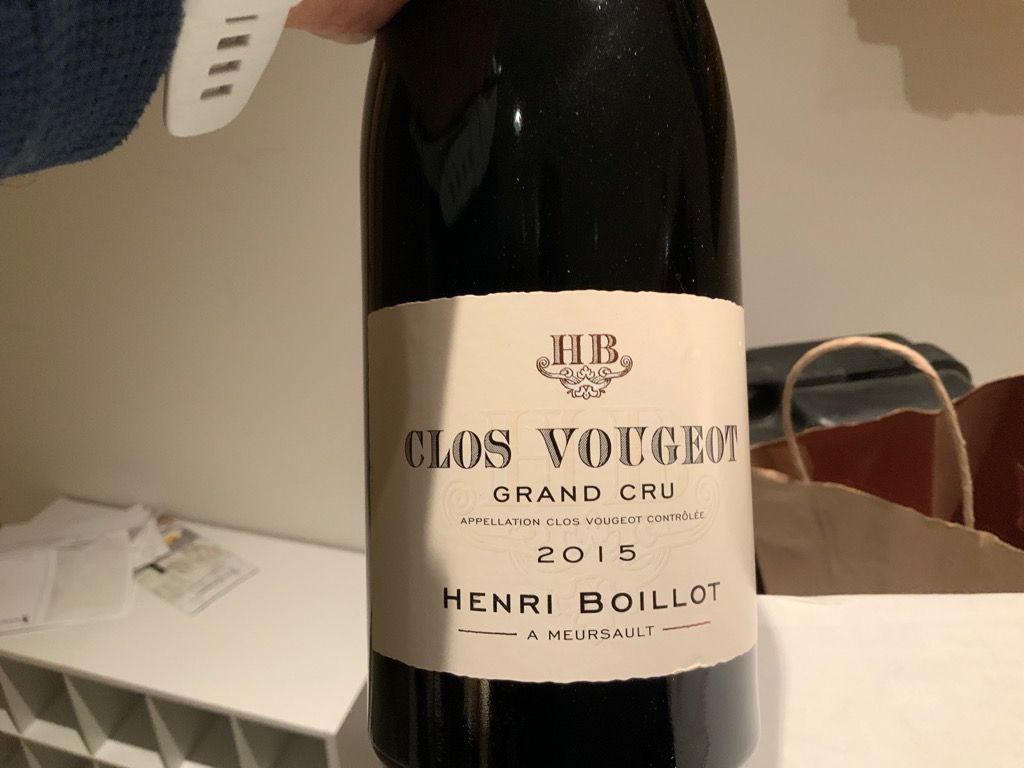 HB
CLOS VOUGEOT
GRAND CRU
APPELLATION CLOS VOUGEOT CONTRÔLÉE
2015
HENRI BOILLOT
A MEURSAULT